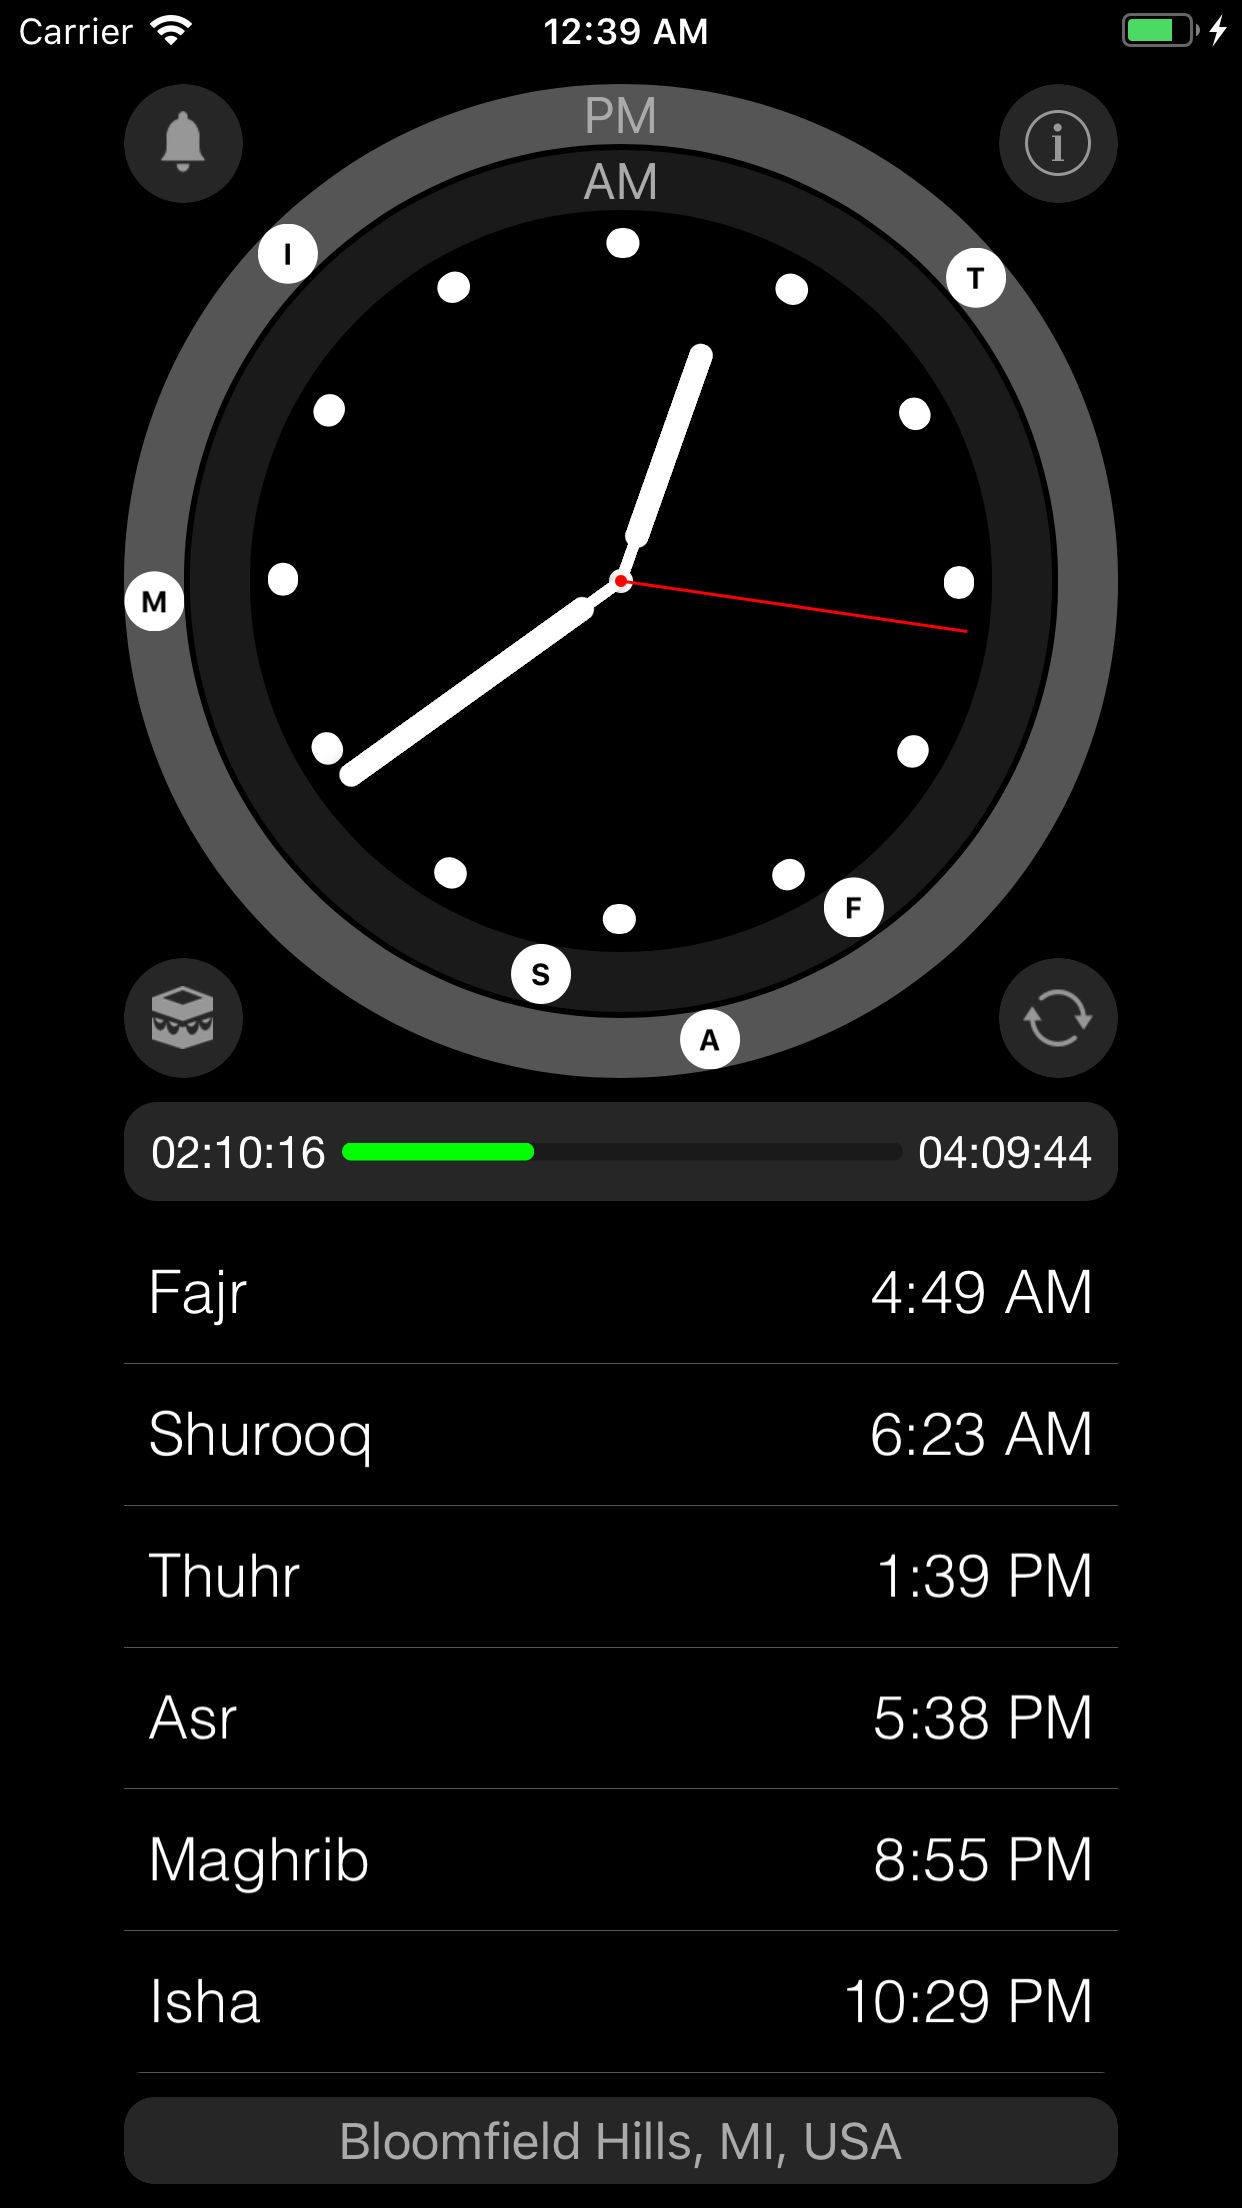 Carrier 12:39 AM
PM
i
AM
I
T
M
F
S
A
02:10:16 04:09:44
Fajr 4:49 AM
Shurooq 6:23 AM
Thuhr 1:39 PM
Asr 5:38 PM
Maghrib 8:55 PM
Isha 10:29 PM
Bloomfield Hills, MI, USA